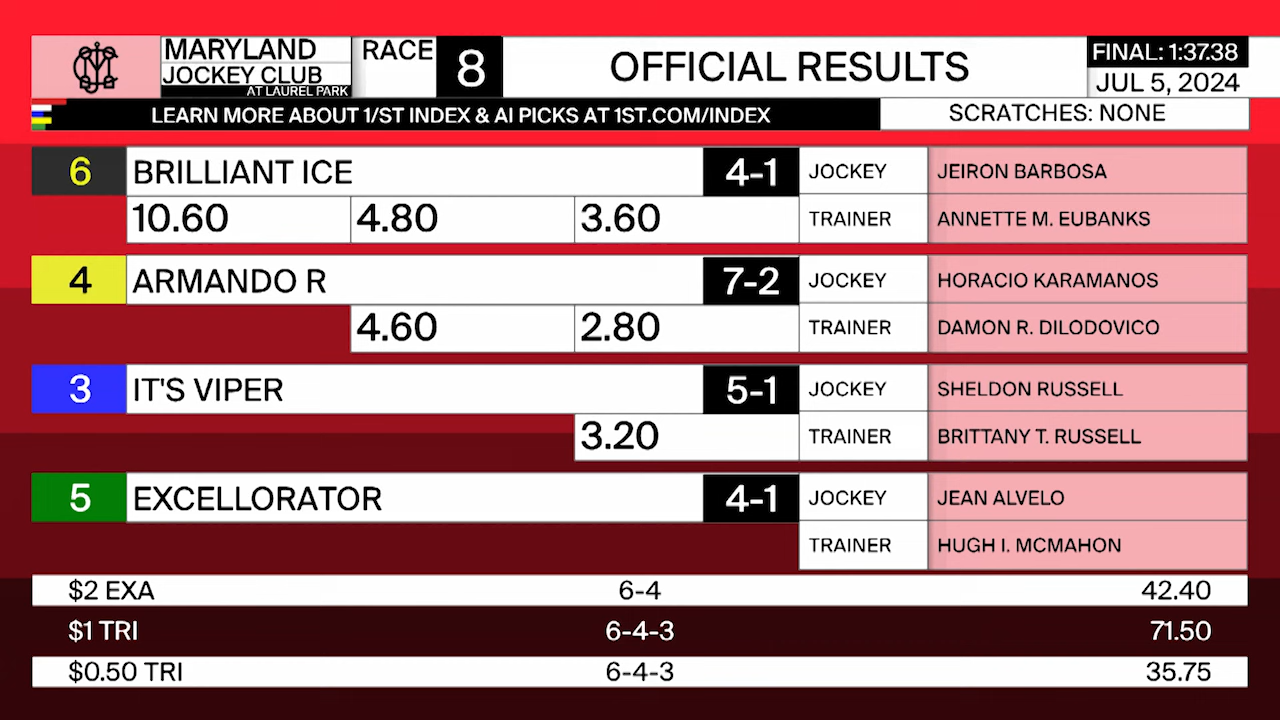 MARYLAND
JOCKEY CLUB
AT LAUREL PARK
RACE 8
OFFICIAL RESULTS
FINAL: 1:37.38
JUL 5, 2024
LEARN MORE ABOUT 1/ST INDEX & AI PICKS AT 1ST.COM/INDEX
SCRATCHES: NONE
6 BRILLIANT ICE 4-1 JOCKEY JEIRON BARBOSA
10.60 4.80 3.60 TRAINER ANNETTE M. EUBANKS
4 ARMANDO R 7-2 JOCKEY HORACIO KARAMANOS
4.60 2.80 TRAINER DAMON R. DILODOVICO
3 IT'S VIPER 5-1 JOCKEY SHELDON RUSSELL
3.20 TRAINER BRITTANY T. RUSSELL
5 EXCELLORATOR 4-1 JOCKEY JEAN ALVELO
TRAINER HUGH I. MCMAHON
$2 EXA 6-4 42.40
$1 TRI 6-4-3 71.50
$0.50 TRI 6-4-3 35.75